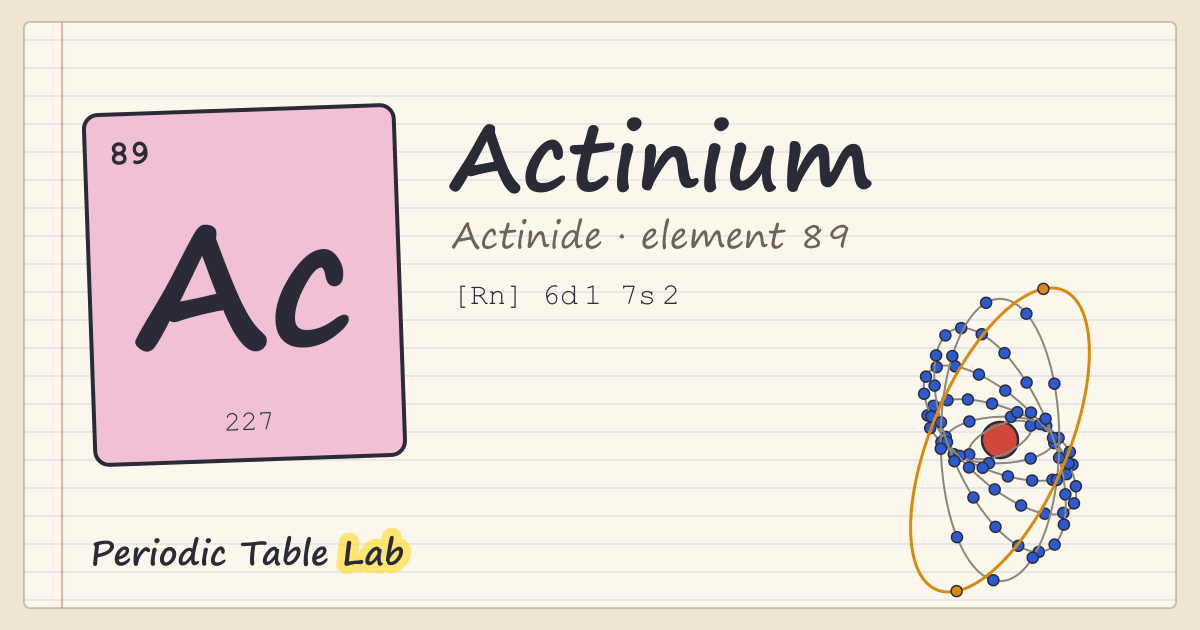 89
Ac
227
Actinium
Actinide · element 89
[Rn] 6d1 7s2
Periodic Table Lab